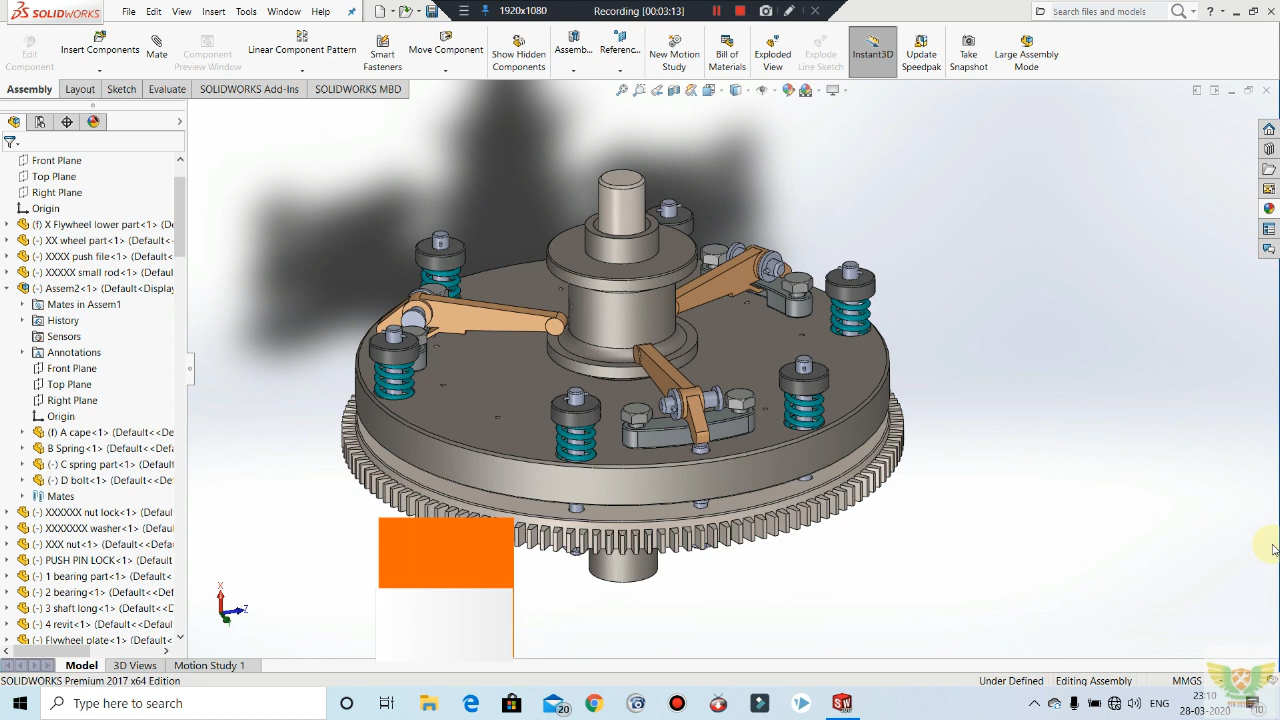 SOLIDWORKS
File Edit View Insert Tools Window Help
1920x1080
Recording [00:03:13]
search files and models
Edit Component
Insert Components
Mate
Component Preview Window
Linear Component Pattern
Smart Fasteners
Move Component
Show Hidden Components
Assemb...
Referenc...
New Motion Study
Bill of Materials
Exploded View
Explode Line Sketch
Instant3D
Update Speedpak
Take Snapshot
Large Assembly Mode
Assembly Layout Sketch Evaluate SOLIDWORKS Add-Ins SOLIDWORKS MBD
Front Plane
Top Plane
Right Plane
Origin
(f) X Flywheel lower part<1> (De
(-) XX wheel part<1> (Default<
(-) XXXX push file<1> (Default<
(-) XXXXX small rod<1> (Defaul
(-) Assem2<1> (Default<Display
Mates in Assem1
History
Sensors
Annotations
Front Plane
Top Plane
Right Plane
Origin
(f) A cape<1> (Default<<De
B Spring<1> (Default<<De
(-) C spring part<1> (Defaul
(-) D bolt<1> (Default<<De
Mates
(-) XXXXXX nut lock<1> (Defau
(-) XXXXXXX washer<1> (Defau
(-) XXX nut<1> (Default<<Defa
(-) PUSH PIN LOCK<1> (Default
(-) 1 bearing part<1> (Default<
(-) 2 bearing<1> (Default<<De
(-) 3 shaft long<1> (Default<<D
(-) 4 revit<1> (Default<<Defaul
Flywheel plate<1> (Default<<D
X
Z
Model 3D Views Motion Study 1
SOLIDWORKS Premium 2017 x64 Edition
Under Defined Editing Assembly MMGS
Type here to search
20
ENG
23:10
28-03-2020
10